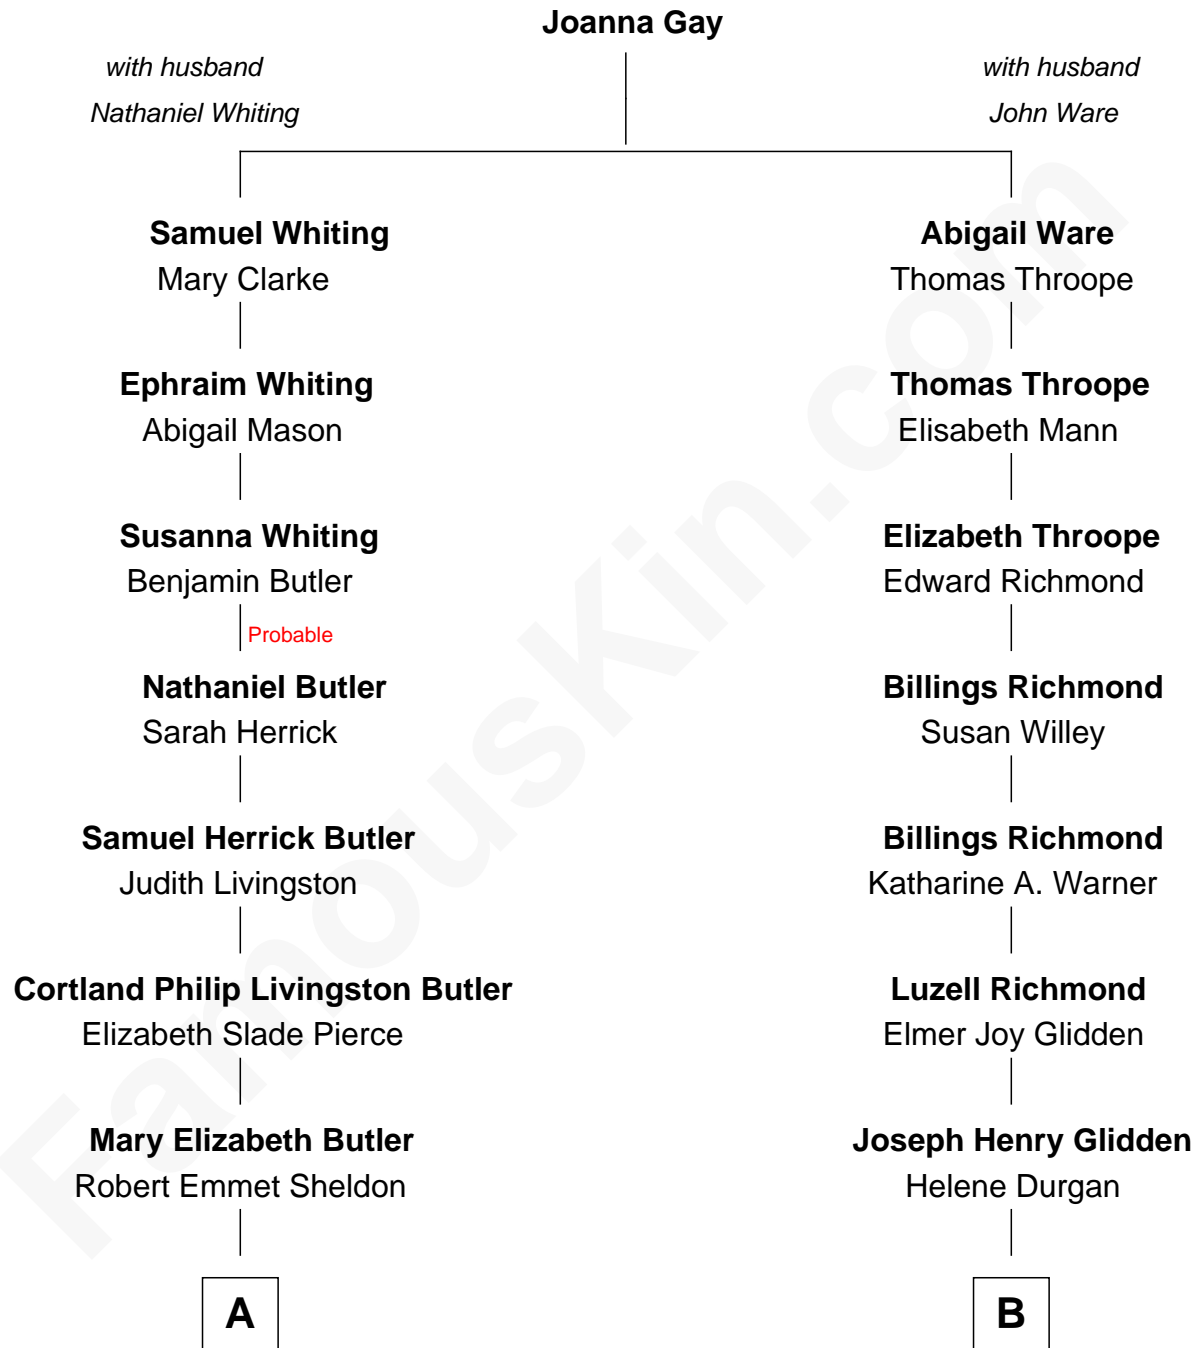 Joanna Gay
with husband
Nathaniel Whiting
with husband
John Ware
Samuel Whiting
Mary Clarke
Abigail Ware
Thomas Throope
Ephraim Whiting
Abigail Mason
Thomas Throope
Elisabeth Mann
Susanna Whiting
Benjamin Butler
Elizabeth Throope
Edward Richmond
Probable
Nathaniel Butler
Sarah Herrick
Billings Richmond
Susan Willey
Samuel Herrick Butler
Judith Livingston
Billings Richmond
Katharine A. Warner
Cortland Philip Livingston Butler
Elizabeth Slade Pierce
Luzell Richmond
Elmer Joy Glidden
Mary Elizabeth Butler
Robert Emmet Sheldon
Joseph Henry Glidden
Helene Durgan
A
B
FamousKin.com